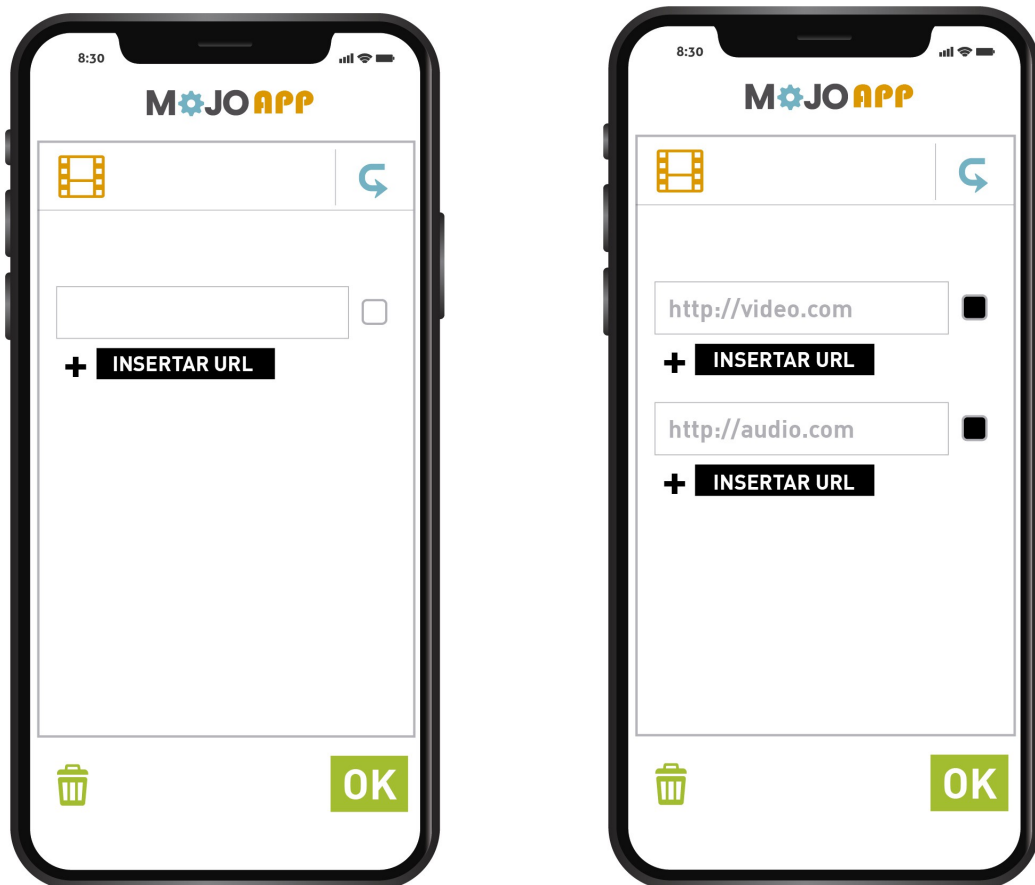 8:30
MOJO APP
+ INSERTAR URL
OK
8:30
MOJO APP
http://video.com
+ INSERTAR URL
http://audio.com
+ INSERTAR URL
OK